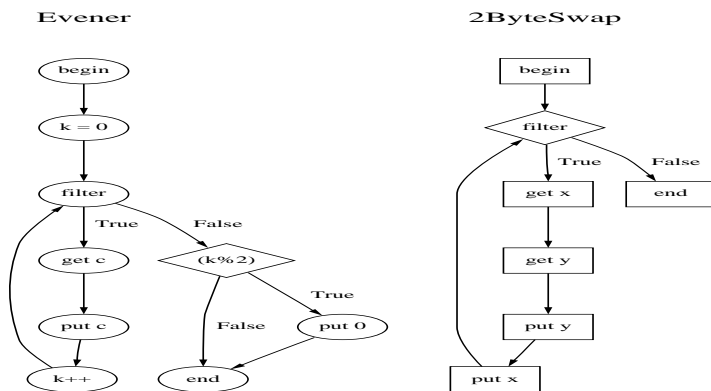 Evener
begin
k = 0
filter
True
False
get c
(k%2)
True
put c
False
put 0
k++
end
2ByteSwap
begin
filter
True
False
get x
end
get y
put y
put x